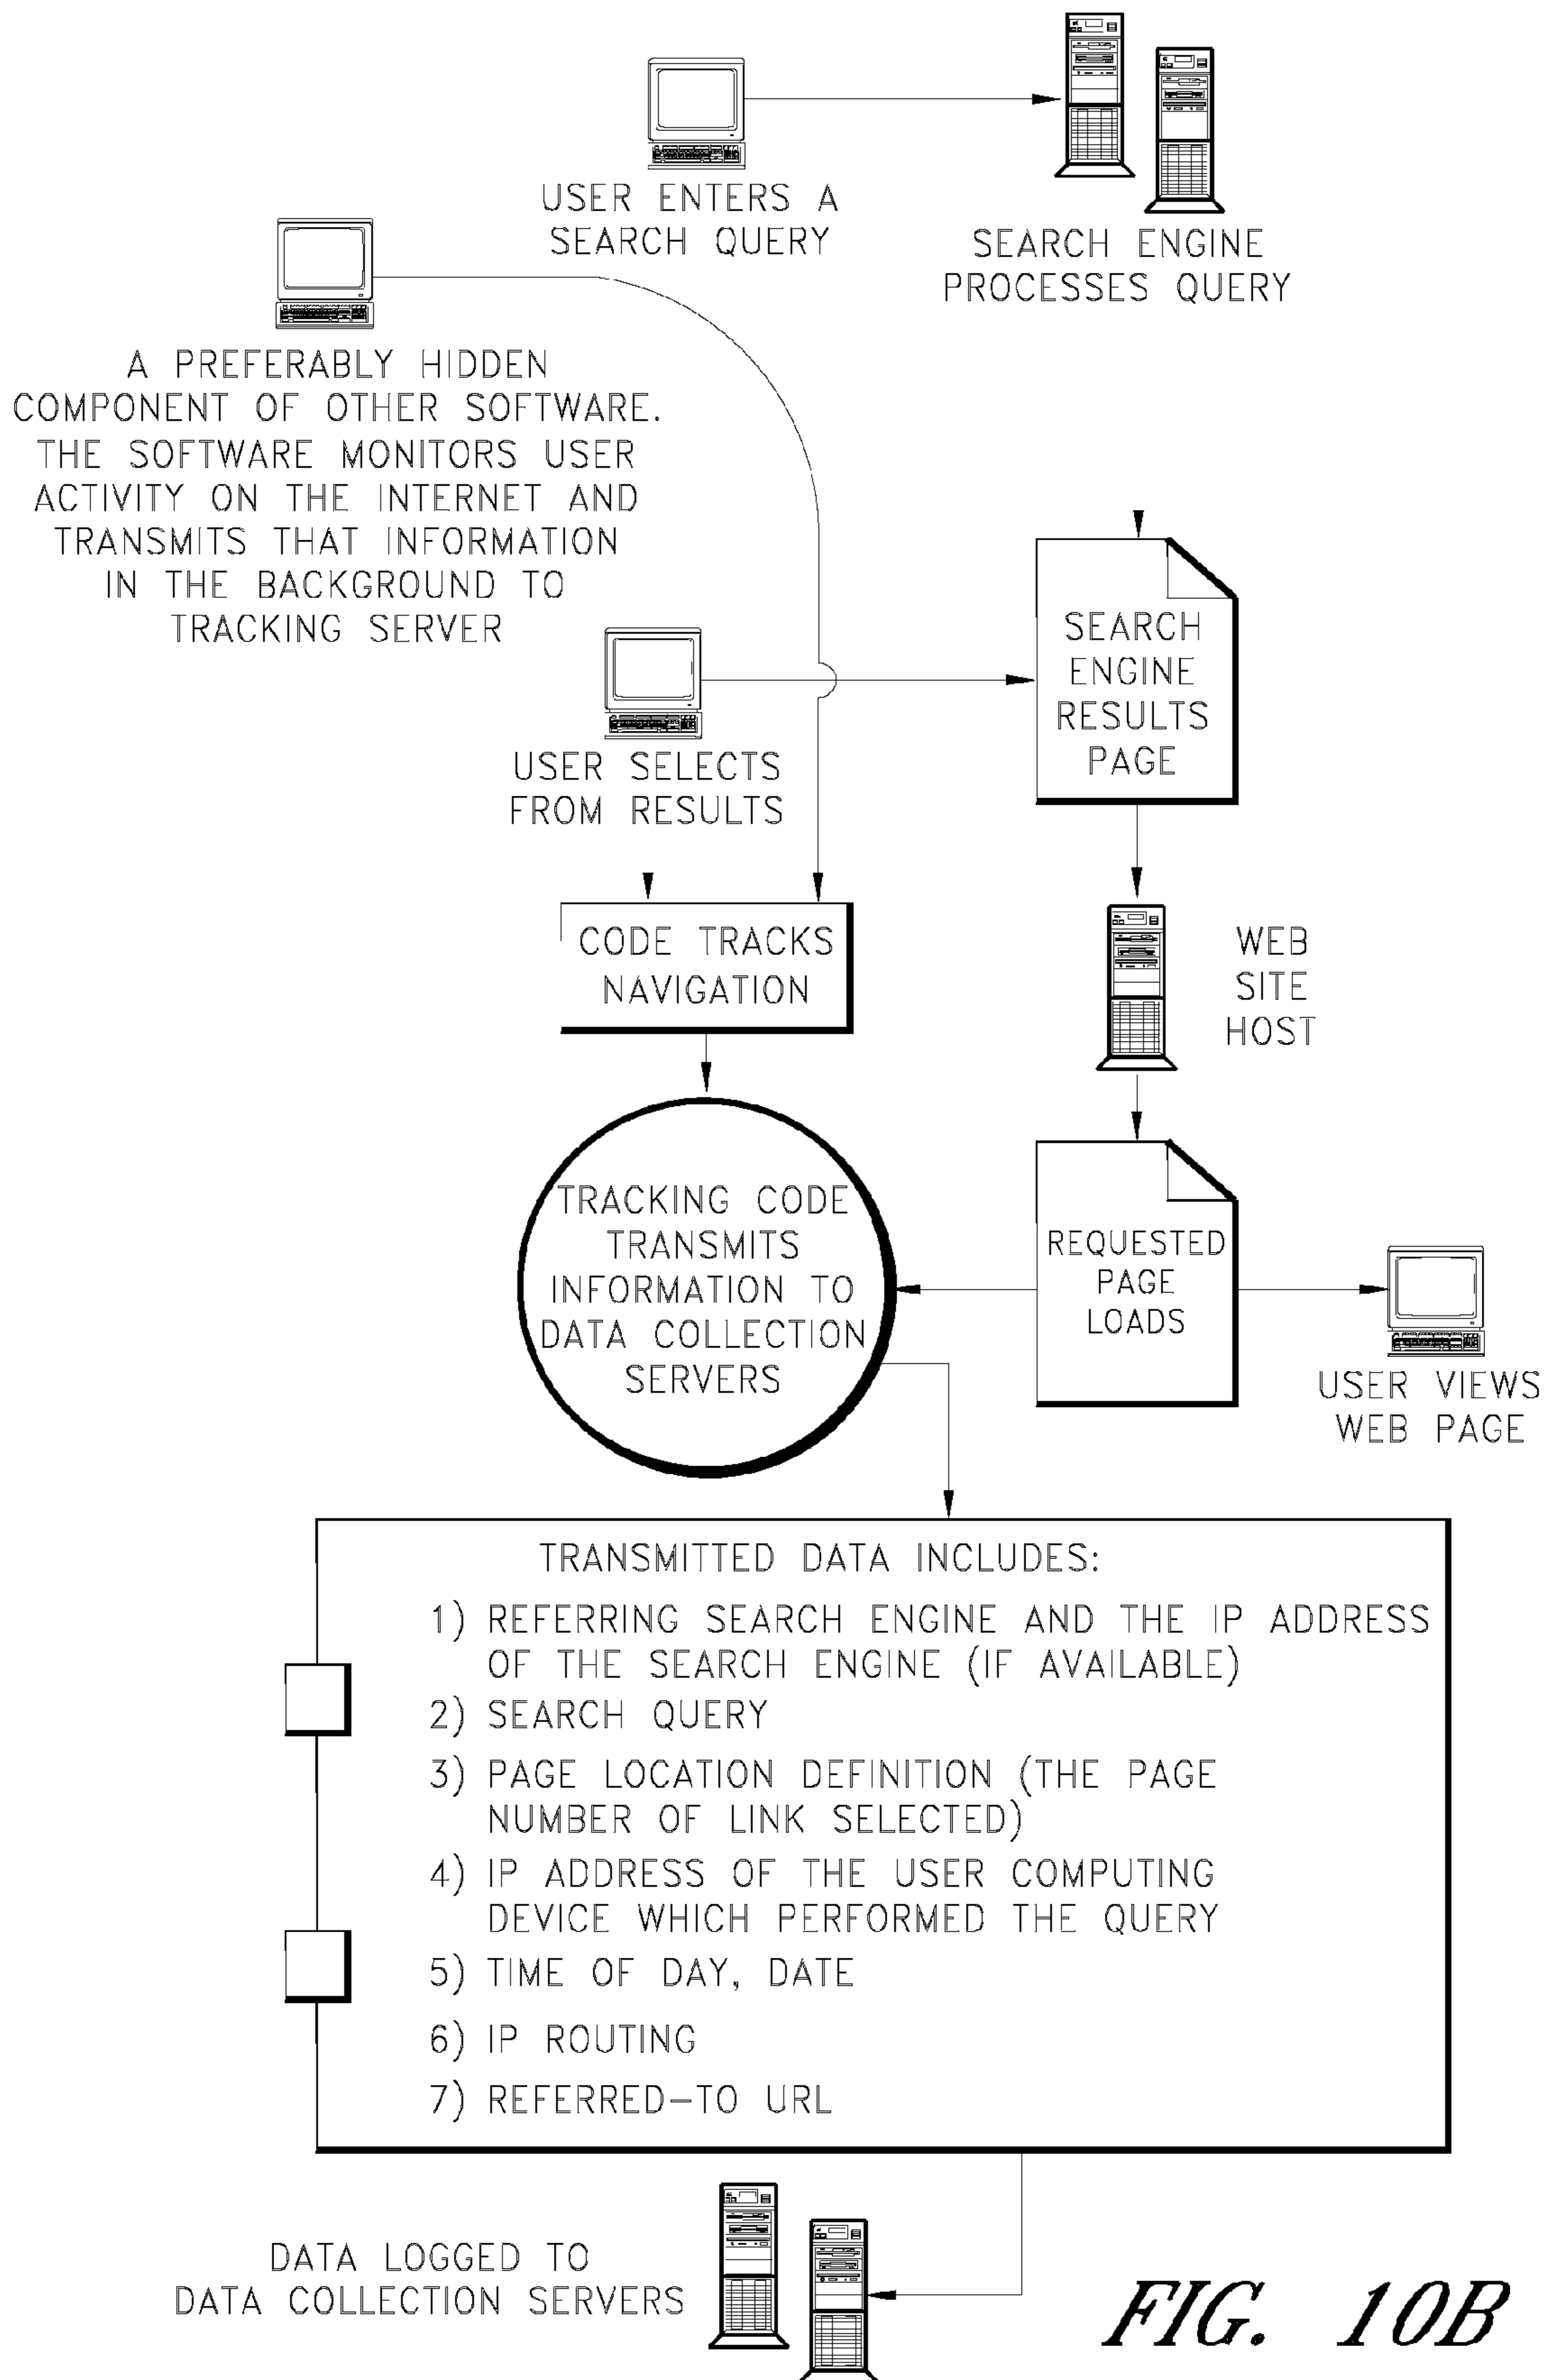 USER ENTERS A
SEARCH QUERY
SEARCH ENGINE
PROCESSES QUERY
A PREFERABLY HIDDEN
COMPONENT OF OTHER SOFTWARE.
THE SOFTWARE MONITORS USER
ACTIVITY ON THE INTERNET AND
TRANSMITS THAT INFORMATION
IN THE BACKGROUND TO
TRACKING SERVER
SEARCH
ENGINE
RESULTS
PAGE
USER SELECTS
FROM RESULTS
CODE TRACKS
NAVIGATION
WEB
SITE
HOST
TRACKING CODE
TRANSMITS
INFORMATION TO
DATA COLLECTION
SERVERS
REQUESTED
PAGE
LOADS
USER VIEWS
WEB PAGE
TRANSMITTED DATA INCLUDES:
1) REFERRING SEARCH ENGINE AND THE IP ADDRESS
OF THE SEARCH ENGINE (IF AVAILABLE)
2) SEARCH QUERY
3) PAGE LOCATION DEFINITION (THE PAGE
NUMBER OF LINK SELECTED)
4) IP ADDRESS OF THE USER COMPUTING
DEVICE WHICH PERFORMED THE QUERY
5) TIME OF DAY, DATE
6) IP ROUTING
7) REFERRED-TO URL
DATA LOGGED TO
DATA COLLECTION SERVERS
FIG. 10B